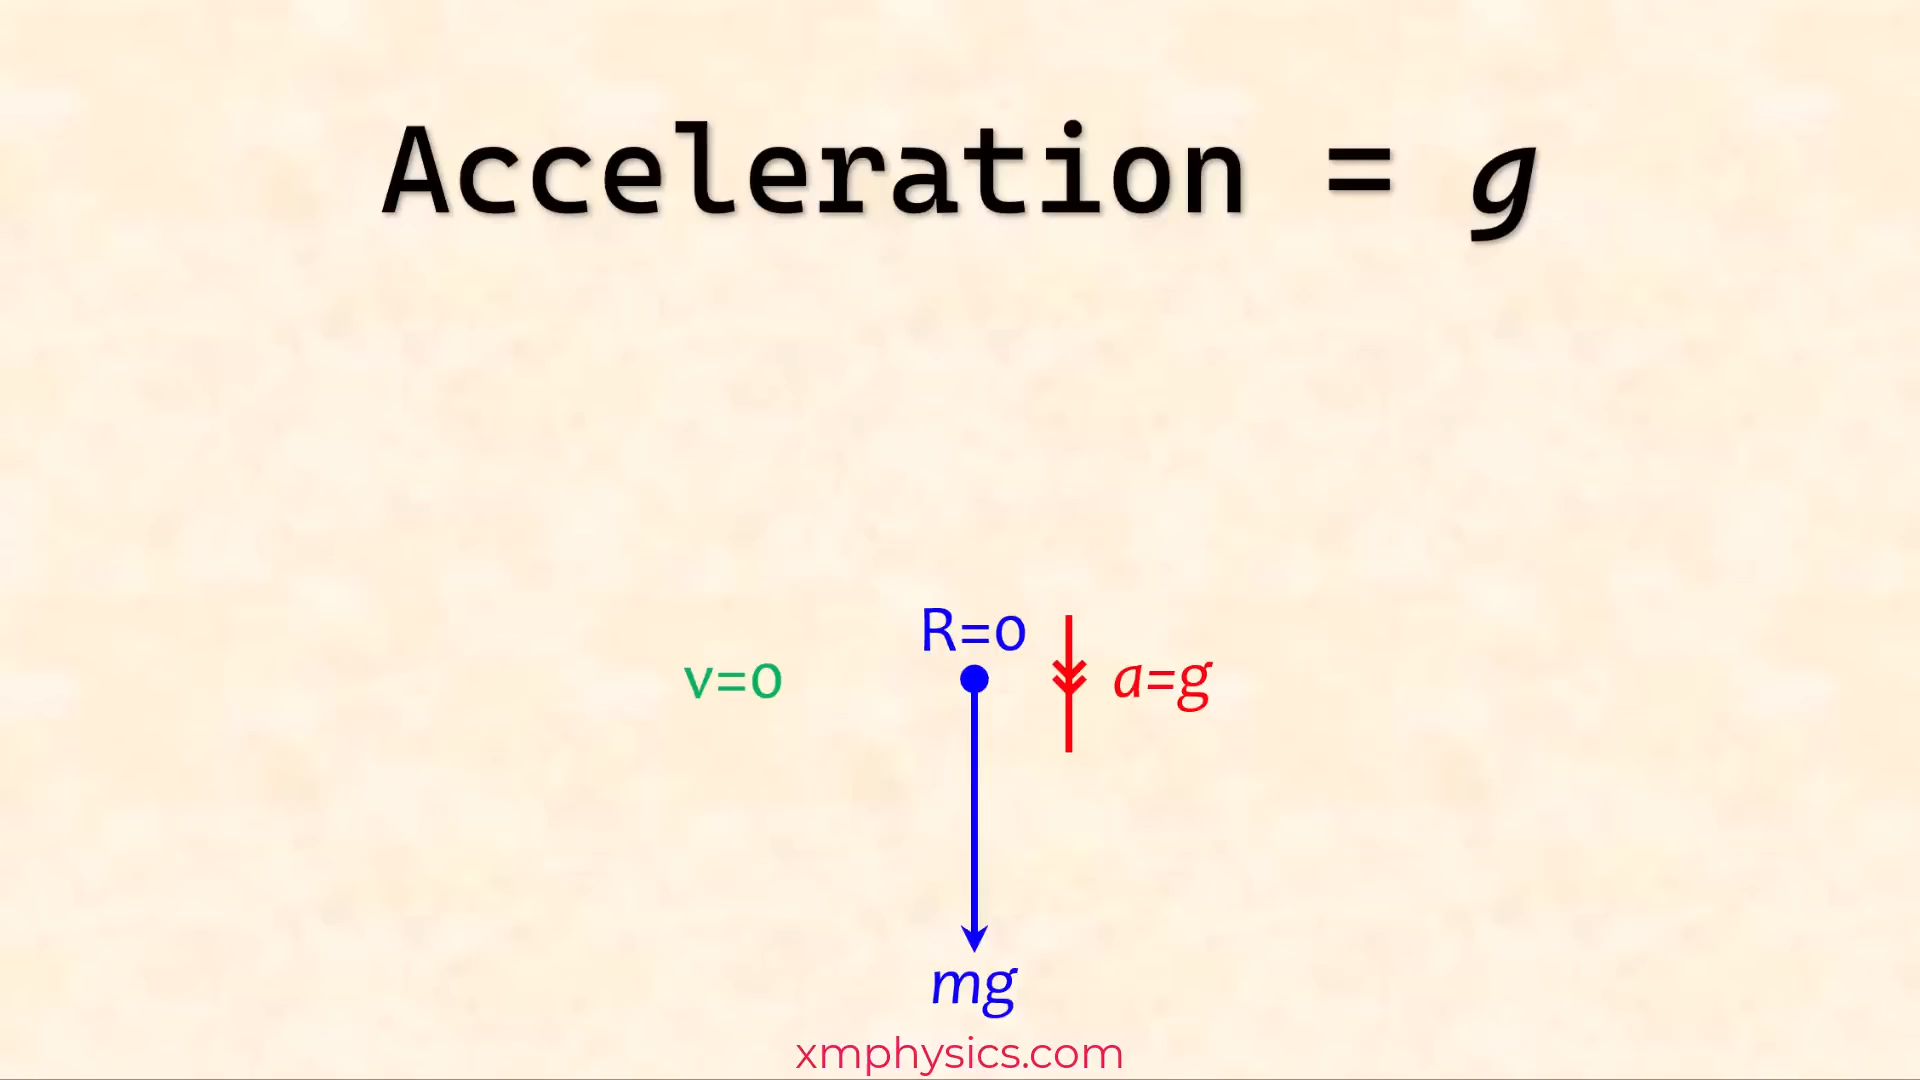 Acceleration = g
R=0
v=0
a=g
mg
xmphysics.com